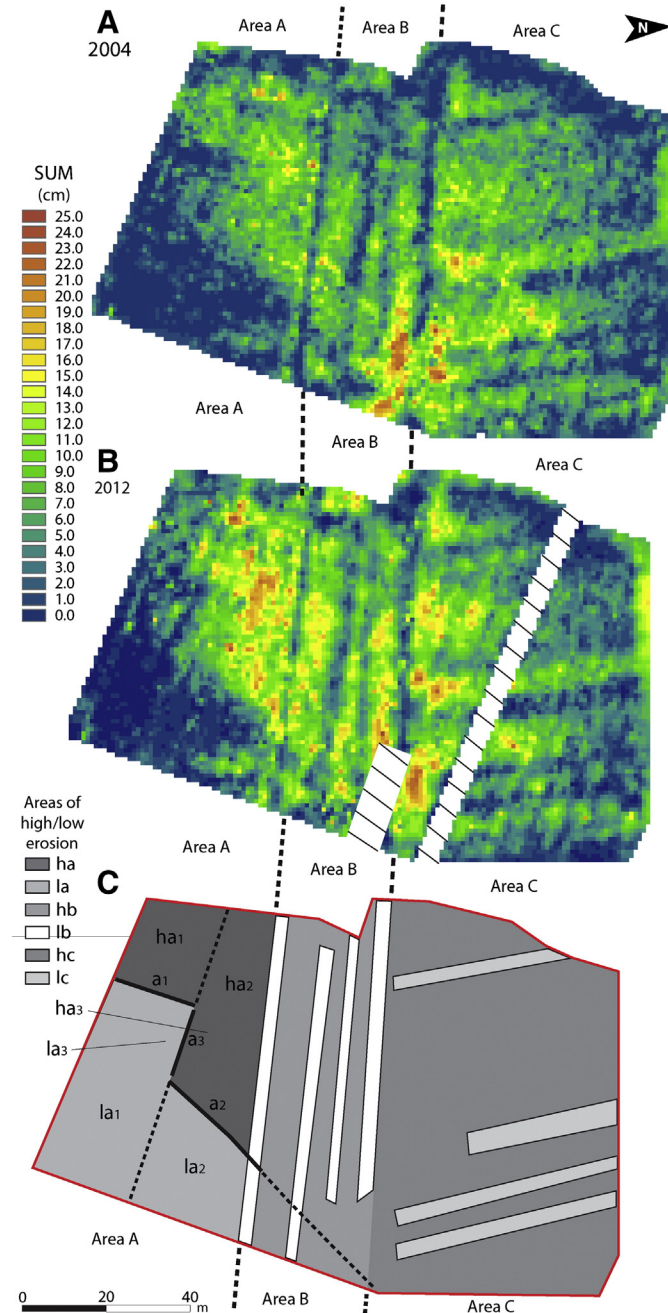 A
2004
Area A
Area B
Area C
N
SUM
(cm)
25.0
24.0
23.0
22.0
21.0
20.0
19.0
18.0
17.0
16.0
15.0
14.0
13.0
12.0
11.0
10.0
9.0
8.0
7.0
6.0
5.0
4.0
3.0
2.0
1.0
0.0
Area A
Area B
Area C
B
2012
Areas of
high/low
erosion
ha
la
hb
lb
hc
lc
Area A
Area B
Area C
C
ha1
ha2
a1
ha3
a3
la3
a2
la1
la2
Area A
Area B
Area C
0 20 40
m